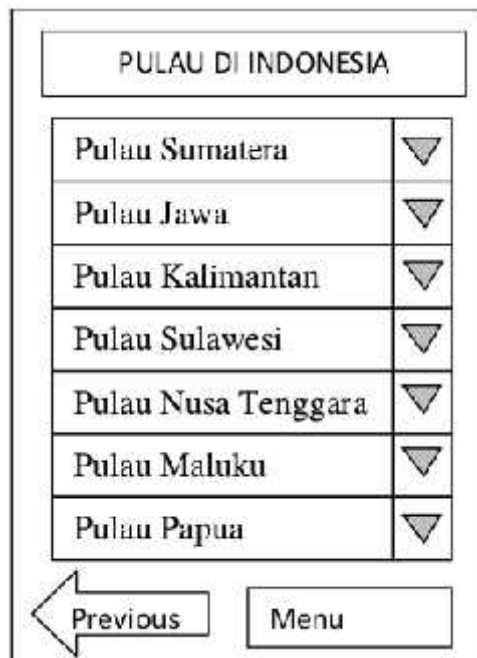 PULAU DI INDONESIA
Pulau Sumatera
Pulau Jawa
Pulau Kalimantan
Pulau Sulawesi
Pulau Nusa Tenggara
Pulau Maluku
Pulau Papua
Previous
Menu